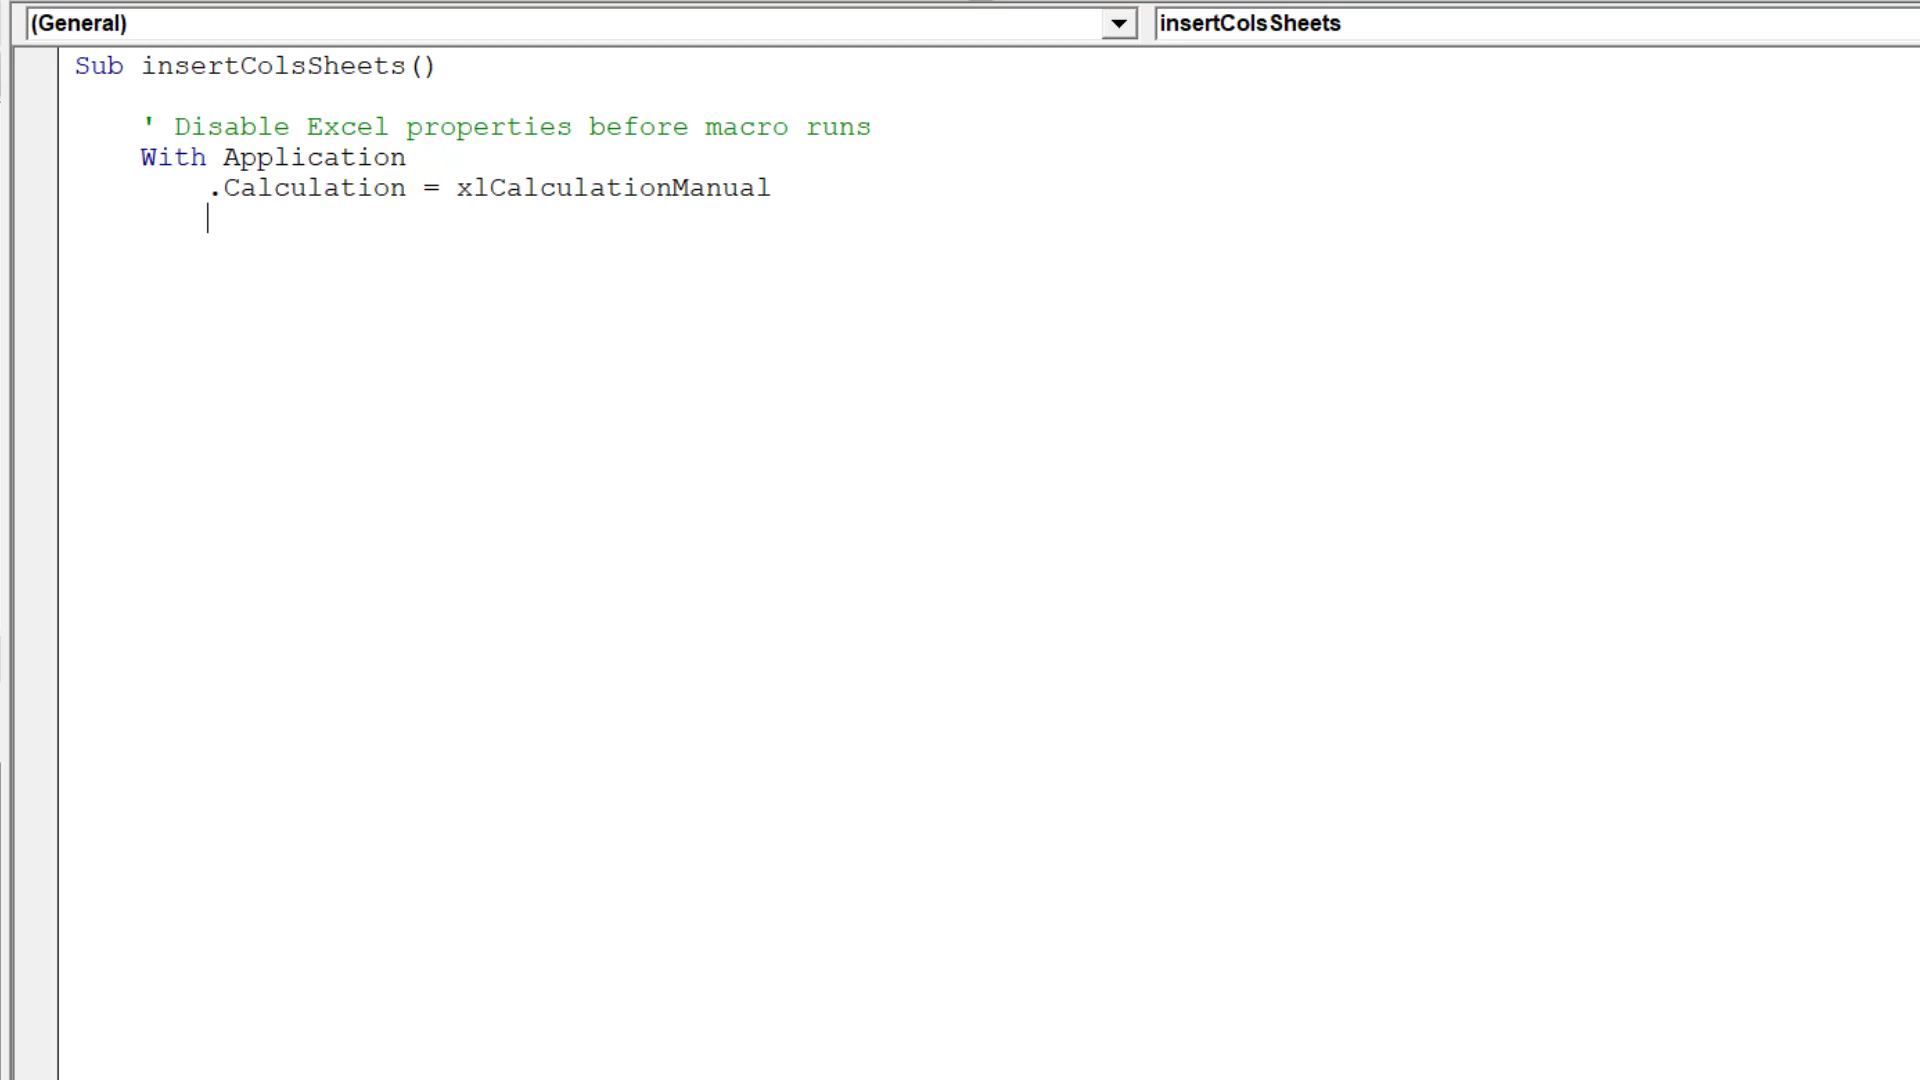 (General)
insertColsSheets
Sub insertColsSheets()
' Disable Excel properties before macro runs
With Application
.Calculation = xlCalculationManual